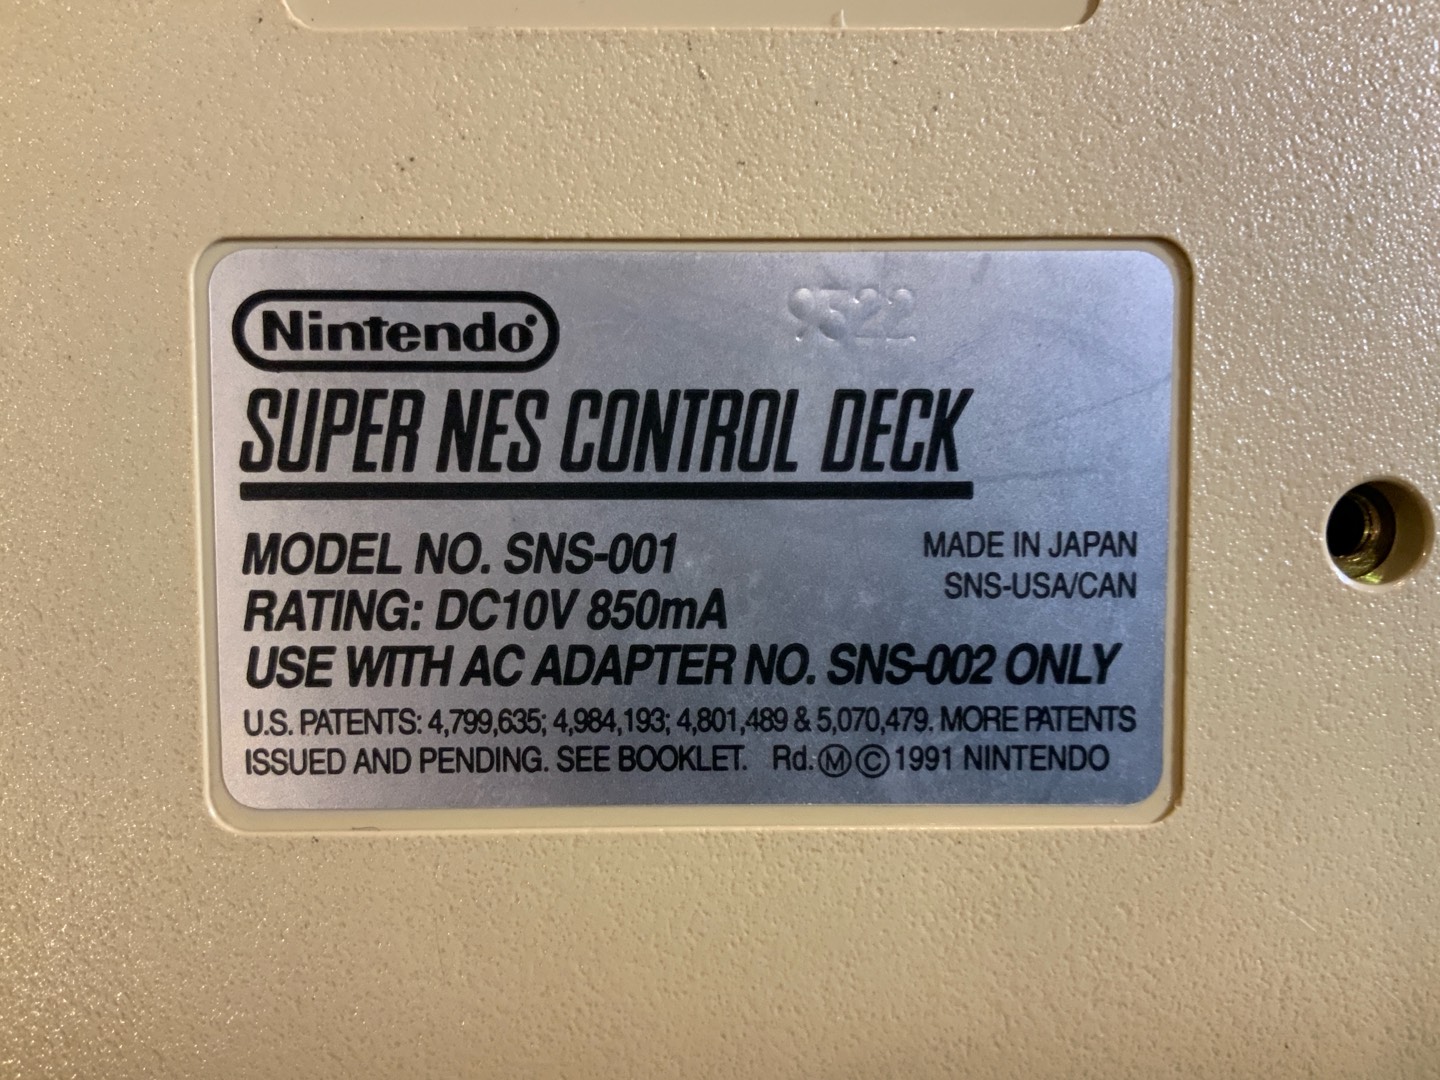 Nintendo
SUPER NES CONTROL DECK
MODEL NO. SNS-001
MADE IN JAPAN
RATING: DC10V 850mA
SNS-USA/CAN
USE WITH AC ADAPTER NO. SNS-002 ONLY
U.S. PATENTS: 4,799,635; 4,984,193; 4,801,489 & 5,070,479. MORE PATENTS
ISSUED AND PENDING. SEE BOOKLET. Rd.Ⓜ©1991 NINTENDO